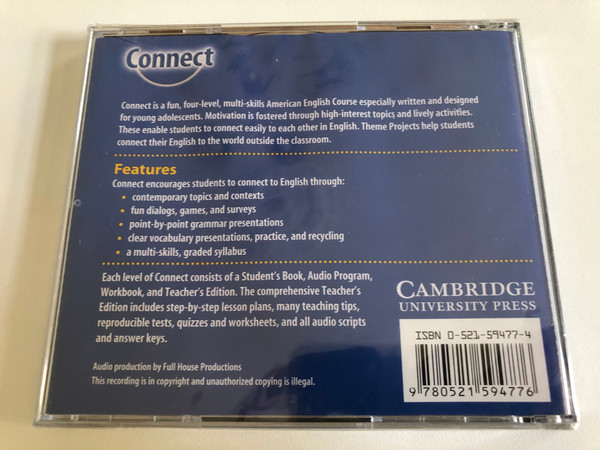 Connect
Connect is a fun, four-level, multi-skills American English Course especially written and designed
for young adolescents. Motivation is fostered through high-interest topics and lively activities.
These enable students to connect easily to each other in English. Theme Projects help students
connect their English to the world outside the classroom.
Features
Connect encourages students to connect to English through:
• contemporary topics and contexts
• fun dialogs, games, and surveys
• point-by-point grammar presentations
• clear vocabulary presentations, practice, and recycling
• a multi-skills, graded syllabus
Each level of Connect consists of a Student's Book, Audio Program,
Workbook, and Teacher's Edition. The comprehensive Teacher's
Edition includes step-by-step lesson plans, many teaching tips,
reproducible tests, quizzes and worksheets, and all audio scripts
and answer keys.
Audio production by Full House Productions
This recording is in copyright and unauthorized copying is illegal.
CAMBRIDGE
UNIVERSITY PRESS
ISBN 0-521-59477-4
9 780521 594776